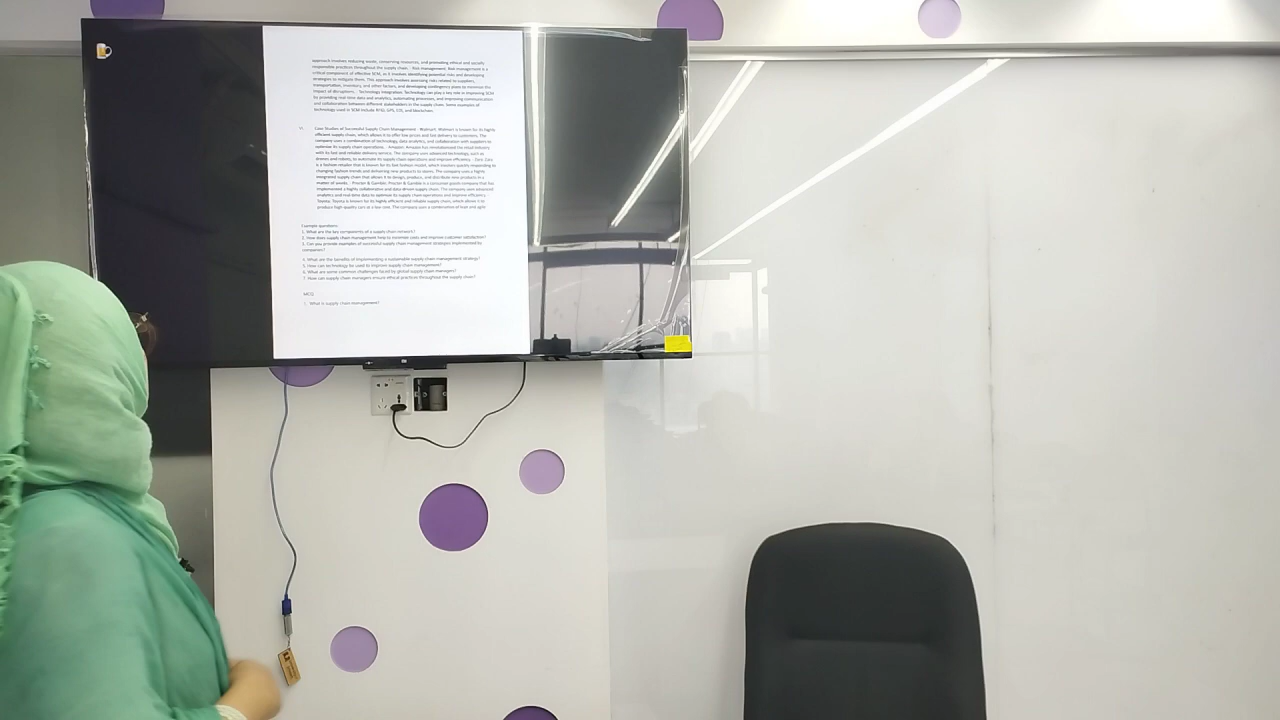 approach involves reducing waste, conserving resources, and promoting ethical and socially
responsible practices throughout the supply chain. · Risk management: Risk management is a
critical component of effective SCM, as it involves identifying potential risks and developing
strategies to mitigate them. This approach involves assessing risks related to suppliers,
transportation, inventory, and other factors, and developing contingency plans to minimize the
impact of disruptions. · Technology integration: Technology can play a key role in improving SCM
by providing real-time data and analytics, automating processes, and improving communication
and collaboration between different stakeholders in the supply chain. Some examples of
technology used in SCM include RFID, GPS, EDI, and blockchain.
VI. Case Studies of Successful Supply Chain Management · Walmart: Walmart is known for its highly
efficient supply chain, which allows it to offer low prices and fast delivery to customers. The
company uses a combination of technology, data analytics, and collaboration with suppliers to
optimize its supply chain operations. · Amazon: Amazon has revolutionized the retail industry
with its fast and reliable delivery service. The company uses advanced technology, such as
drones and robots, to automate its supply chain operations and improve efficiency. · Zara: Zara
is a fashion retailer that is known for its fast fashion model, which involves quickly responding to
changing fashion trends and delivering new products to stores. The company uses a highly
integrated supply chain that allows it to design, produce, and distribute new products in a
matter of weeks. · Procter & Gamble: Procter & Gamble is a consumer goods company that has
implemented a highly collaborative and data-driven supply chain. The company uses advanced
analytics and real-time data to optimize its supply chain operations and improve efficiency. ·
Toyota: Toyota is known for its highly efficient and reliable supply chain, which allows it to
produce high-quality cars at a low cost. The company uses a combination of lean and agile
Example questions:
1. What are the key components of a supply chain network?
2. How does supply chain management help to minimize costs and improve customer satisfaction?
3. Can you provide examples of successful supply chain management strategies implemented by
companies?
4. What are the benefits of implementing a sustainable supply chain management strategy?
5. How can technology be used to improve supply chain management?
6. What are some common challenges faced by global supply chain managers?
7. How can supply chain managers ensure ethical practices throughout the supply chain?
MCQ
1. What is supply chain management?